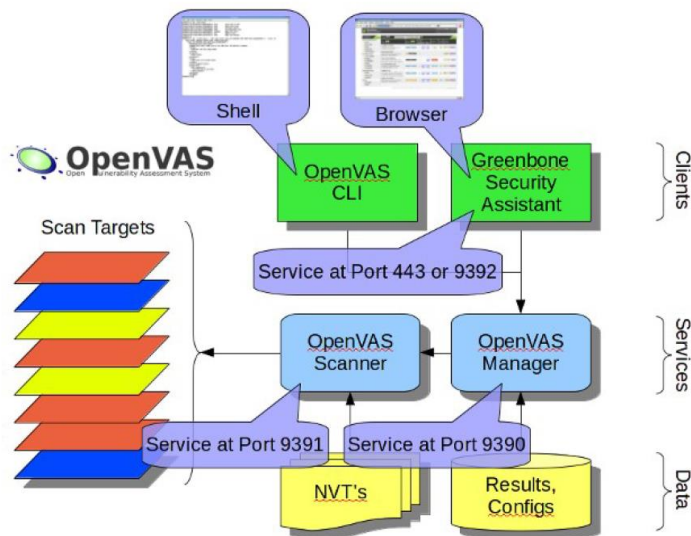 Shell
Browser
OpenVAS
Open Vulnerability Assessment System
OpenVAS
CLI
Greenbone
Security
Assistant
Clients
Scan Targets
Service at Port 443 or 9392
OpenVAS
Scanner
OpenVAS
Manager
Services
Service at Port 9391
Service at Port 9390
NVT's
Results,
Configs
Data